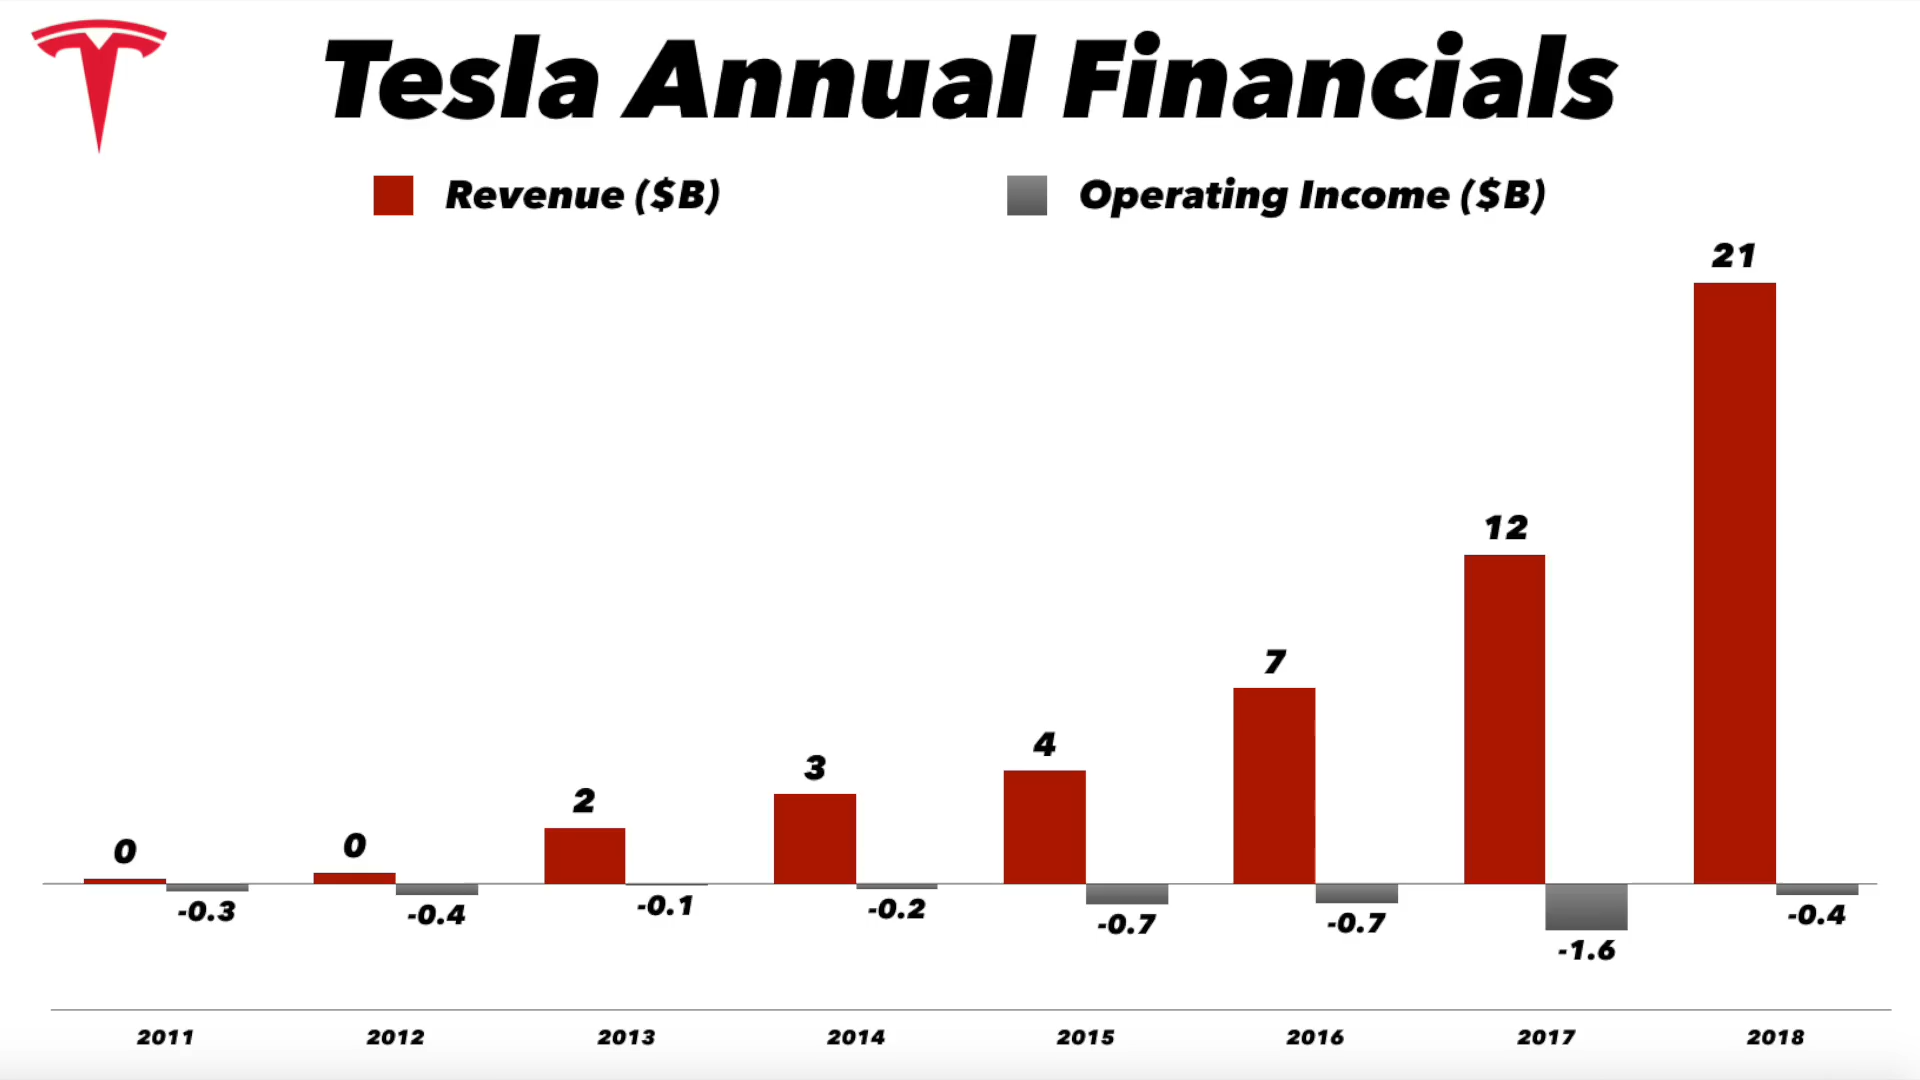 Tesla Annual Financials
Revenue ($B) Operating Income ($B)
21
12
7
4
3
2
0
0
-0.3 -0.4 -0.1 -0.2 -0.7 -0.7 -1.6 -0.4
2011 2012 2013 2014 2015 2016 2017 2018